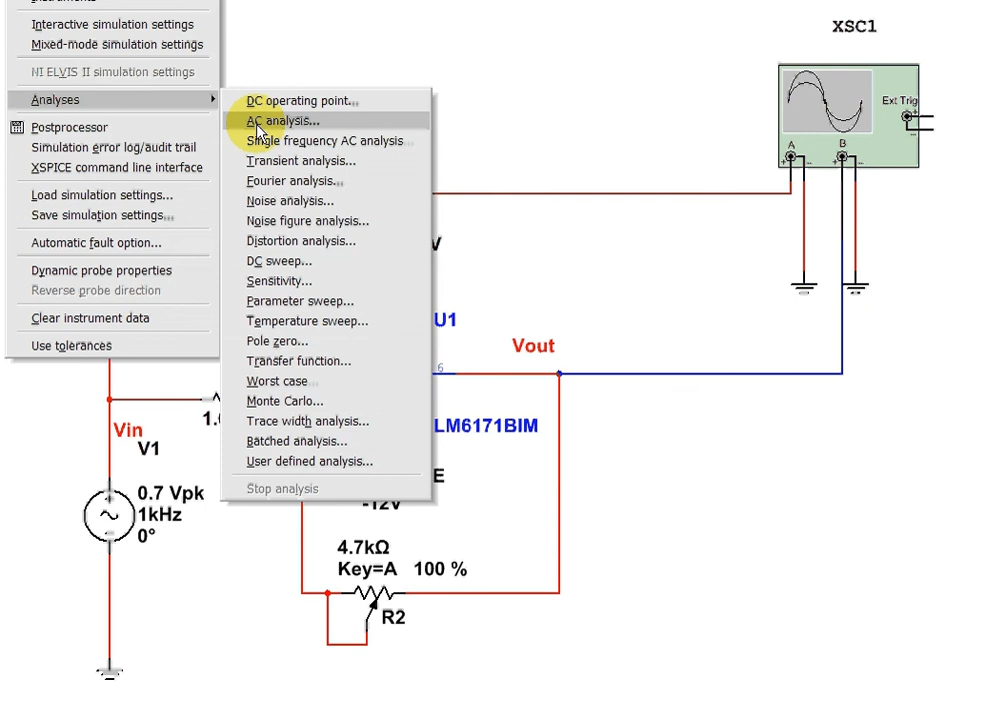 Interactive simulation settings
Mixed-mode simulation settings
NI ELVIS II simulation settings
Analyses
Postprocessor
Simulation error log/audit trail
XSPICE command line interface
Load simulation settings...
Save simulation settings...
Automatic fault option...
Dynamic probe properties
Reverse probe direction
Clear instrument data
Use tolerances
DC operating point...
AC analysis...
Single frequency AC analysis...
Transient analysis...
Fourier analysis...
Noise analysis...
Noise figure analysis...
Distortion analysis...
DC sweep...
Sensitivity...
Parameter sweep...
Temperature sweep...
Pole zero...
Transfer function...
Worst case...
Monte Carlo...
Trace width analysis...
Batched analysis...
User defined analysis...
Stop analysis
XSC1
Ext Trig
+
–
A
B
+
–
+
–
V
U1
Vout
6
LM6171BIM
E
-12V
1.
Vin
V1
0.7 Vpk
1kHz
0°
4.7kΩ
Key=A 100 %
R2